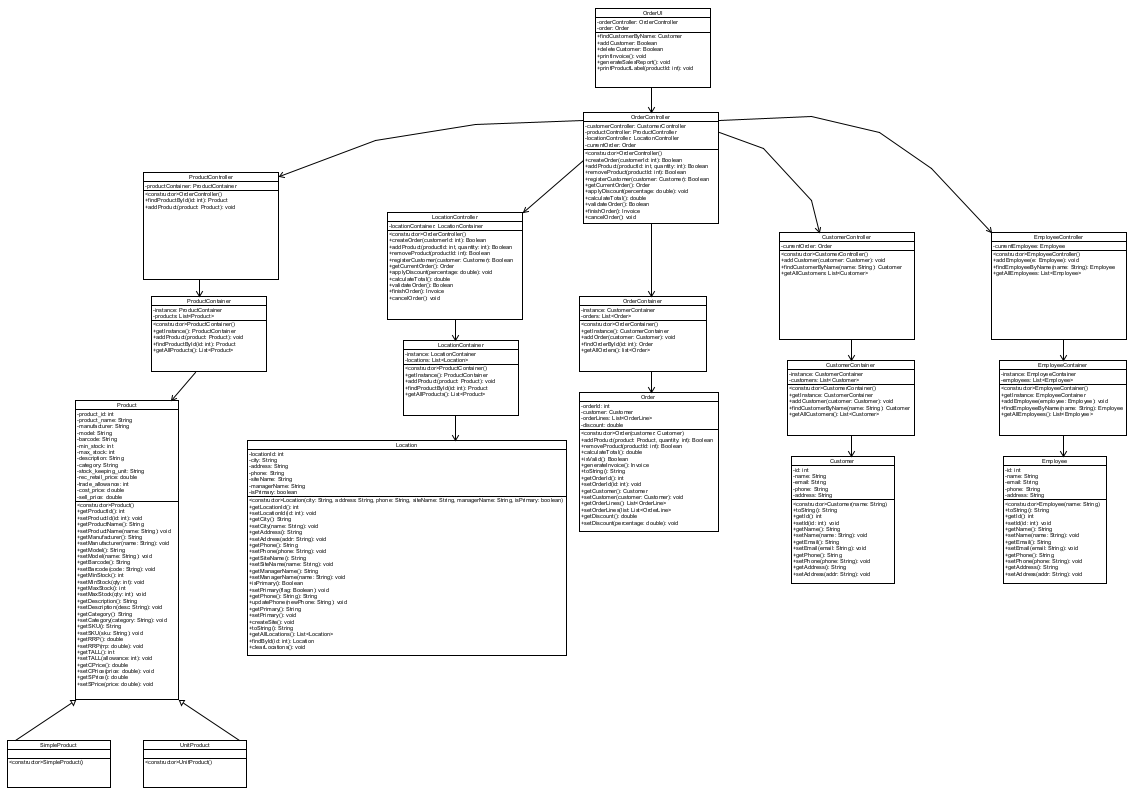 OrderUI
-orderController: OrderController
-order: Order
+findCustomerByName: Customer
+addCustomer: Boolean
+deleteCustomer: Boolean
+printInvoice(): void
+generateSalesReport(): void
+printProductLabel(productId: int): void
OrderController
-customerController: CustomerController
-productController: ProductController
-locationController: LocationController
-currentOrder: Order
<constructor>OrderController()
+createOrder(customerId: int): Boolean
+addProduct(productId: int, quantity: int): Boolean
+removeProduct(productId: int): Boolean
+registerCustomer(customer: Customer): Boolean
+getCurrentOrder(): Order
+applyDiscount(percentage: double): void
+calculateTotal(): double
+validateOrder(): Boolean
+finishOrder(): Invoice
+cancelOrder() void
ProductController
-productContainer: ProductContainer
<constructor>OrderController()
+findProductById(id: int): Product
+addProduct(product: Product): void
LocationController
-locationContainer: LocationContainer
<constructor>OrderController()
+createOrder(customerId: int): Boolean
+addProduct(productId: int, quantity: int): Boolean
+removeProduct(productId: int): Boolean
+registerCustomer(customer: Customer): Boolean
+getCurrentOrder(): Order
+applyDiscount(percentage: double): void
+calculateTotal(): double
+validateOrder(): Boolean
+finishOrder(): Invoice
+cancelOrder() void
CustomerController
-currentOrder: Order
<constructor>CustomerController()
+addCustomer(customer: Customer): void
+findCustomerByName(name: String) Customer
+getAllCustomers: List<Customer>
EmployeeController
-currentEmployee: Employee
<constructor>EmployeeController()
+addEmployee(e: Employee): void
+findEmployeeByName(name: String): Employee
+getAllEmployees: List<Employee>
ProductContainer
-instance: ProductContainer
-products: List<Product>
<constructor>ProductContainer()
+getInstance(): ProductContainer
+addProduct(product: Product): void
+findProductById(id: int): Product
+getAllProducts(): List<Product>
LocationContainer
-instance: LocationContainer
-locations: List<Location>
<constructor>ProductContainer()
+getInstance(): ProductContainer
+addProduct(product: Product): void
+findProductById(id: int): Product
+getAllProducts(): List<Product>
OrderContainer
-instance: CustomerContainer
-orders: List<Order>
<constructor>OrderContainer()
+getInstance(): CustomerContainer
+addOrder(customer: Customer): void
+findOrderById(id: int): Order
+getAllOrders(): list<Order>
CustomerContainer
-instance: CustomerContainer
-customers: List<Customer>
<constructor>CustomerContainer()
+getInstance: CustomerContainer
+addCustomer(customer: Customer): void
+findCustomerByName(name: String): Customer
+getAllCustomers(): List<Customer>
EmployeeContainer
-instance: EmployeeContainer
-employees: List<Employee>
<constructor>EmployeeContainer()
+getInstance: EmployeeContainer
+addEmployee(employee: Employee): void
+findEmployeeByName(name: String): Employee
+getAllEmployees(): List<Employee>
Product
-product_id: int
-product_name: String
-manufacturer: String
-model: String
-barcode: String
-min_stock: int
-max_stock: int
-description: String
-category: String
-stock_keeping_unit: String
-rec_retail_price: double
-trade_allowance: int
-cost_price: double
-sell_price: double
<constructor>Product()
+getProductId(): int
+setProductId(id: int): void
+getProductName(): String
+setProductName(name: String) void
+getManufacturer(): String
+setManufacturer(name: String): void
+getModel(): String
+setModel(name: String): void
+getBarcode(): String
+setBarcode(code: String): void
+getMinStock(): int
+setMinStock(qty: int): void
+getMaxStock(): int
+setMaxStock(qty: int): void
+getDescription(): String
+setDescription(desc: String): void
+getCategory() String
+setCategory(category: String): void
+getSKU(): String
+setSKU(sku: String) void
+getRRP(): double
+setRRP(rrp: double): void
+getTALL(): int
+setTALL(allowance: int): void
+getCPrice(): double
+setCPrice(price: double): void
+getSPrice(): double
+setSPrice(price: double): void
Location
-locationId: int
-city: String
-address: String
-phone: String
-siteName: String
-managerName: String
-isPrimary: boolean
<constructor>Location(city: String, address: String, phone: String, siteName: String, managerName: String, isPrimary: boolean)
+getLocationId(): int
+setLocationId(id: int): void
+getCity() String
+setCity(name: String): void
+getAddress(): String
+setAddress(addr: String): void
+getPhone(): String
+setPhone(phone: String): void
+getSiteName(): String
+setSiteName(name: String): void
+getManagerName(): String
+setManagerName(name: String): void
+isPrimary(): Boolean
+setPrimary(flag: Boolean) void
+getPhone(): String): String
+updatePhone(newPhone: String): void
+getPrimary(): String
+setPrimary(): void
+createSite(): void
+toString(): String
+getAllLocations(): List<Location>
+findById(id: int): Location
+clearLocations(): void
Order
-orderId: int
-customer: Customer
-orderLines: List<OrderLine>
-discount: double
<constructor>Order(customer: Customer)
+addProduct(product: Product, quantity: int): Boolean
+removeProduct(productId: int): Boolean
+calculateTotal(): double
+isValid(): Boolean
+generateInvoice(): Invoice
+toString(): String
+getOrderId(): int
+setOrderId(id: int): void
+getCustomer(): Customer
+setCustomer(customer: Customer): void
+getOrderLines(): List<OrderLine>
+setOrderLines(list: List<OrderLine>: void
+getDiscount(): double
+setDiscount(percentage: double): void
Customer
-id: int
-name: String
-email: String
-phone: String
-address: String
<constructor>Customer(name: String)
+toString(): String
+getId(): int
+setId(id: int): void
+getName(): String
+setName(name: String): void
+getEmail(): String
+setEmail(email: String): void
+getPhone(): String
+setPhone(phone: String): void
+getAddress(): String
+setAddress(addr: String): void
Employee
-id: int
-name: String
-email: String
-phone: String
-address: String
<constructor>Employee(name: String)
+toString(): String
+getId(): int
+setId(id: int): void
+getName(): String
+setName(name: String): void
+getEmail(): String
+setEmail(email: String): void
+getPhone(): String
+setPhone(phone: String): void
+getAddress(): String
+setAddress(addr: String): void
SimpleProduct
<constructor>SimpleProduct()
UnitProduct
<constructor>UnitProduct()